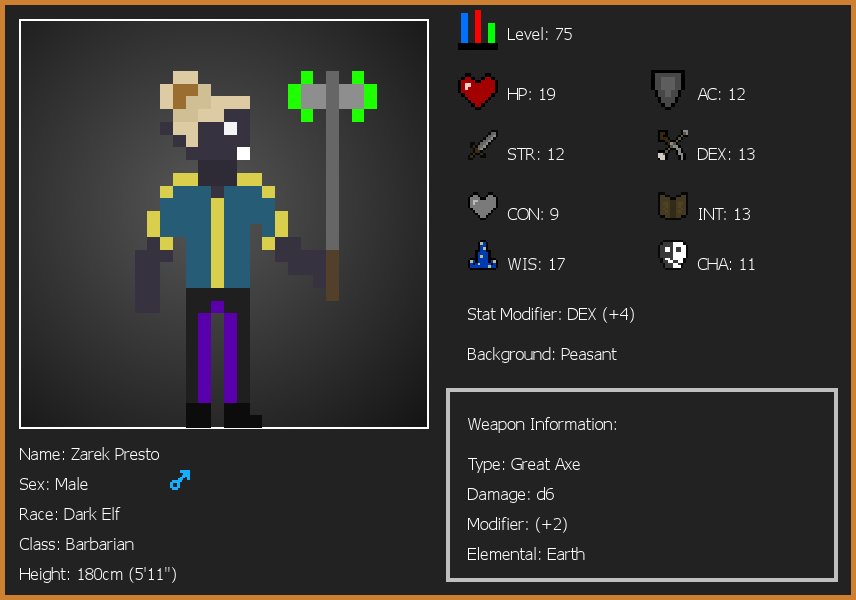 Level: 75
HP: 19
AC: 12
STR: 12
DEX: 13
CON: 9
INT: 13
WIS: 17
CHA: 11
Stat Modifier: DEX (+4)
Background: Peasant
Weapon Information:
Type: Great Axe
Damage: d6
Modifier: (+2)
Elemental: Earth
Name: Zarek Presto
Sex: Male
Race: Dark Elf
Class: Barbarian
Height: 180cm (5'11")